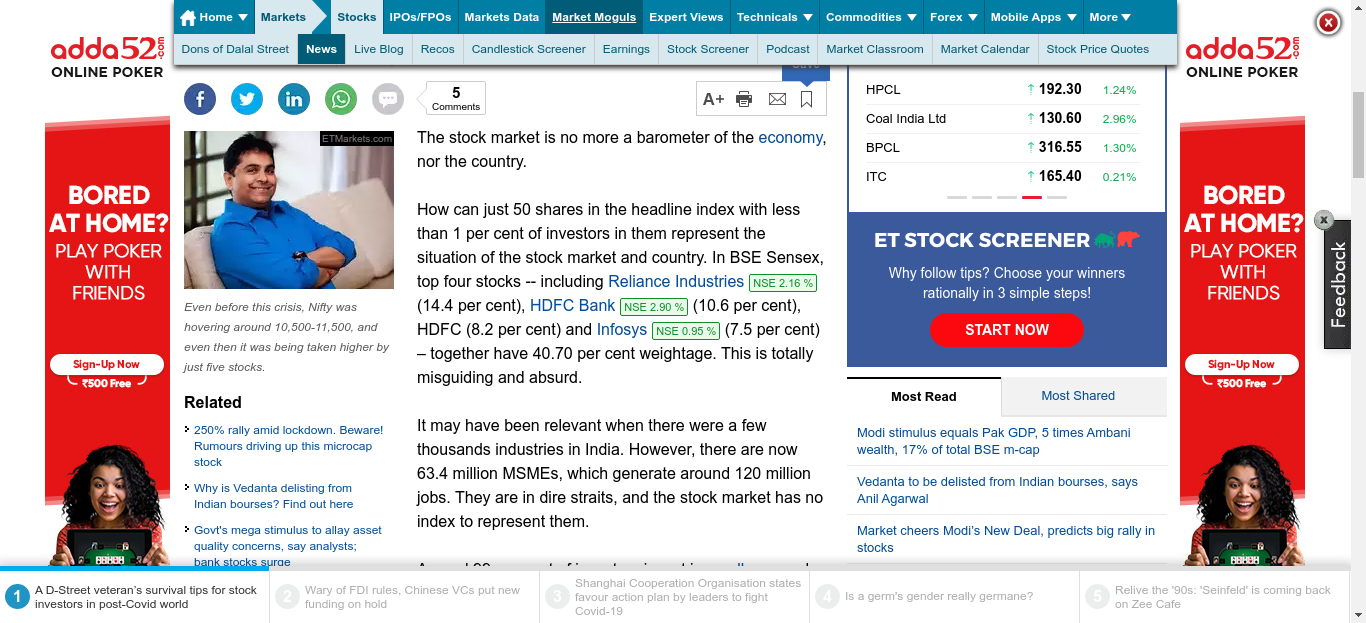 Home
Markets
Stocks
IPOs/FPOs
Markets Data
Market Moguls
Expert Views
Technicals
Commodities
Forex
Mobile Apps
More
Dons of Dalal Street
News
Live Blog
Recos
Candlestick Screener
Earnings
Stock Screener
Podcast
Market Classroom
Market Calendar
Stock Price Quotes
adda52.com
ONLINE POKER
BORED
AT HOME?
PLAY POKER
WITH
FRIENDS
Sign-Up Now
₹500 Free
5
Comments
A+
ETMarkets.com
Even before this crisis, Nifty was
hovering around 10,500-11,500, and
even then it was being taken higher by
just five stocks.
Related
250% rally amid lockdown. Beware!
Rumours driving up this microcap
stock
Why is Vedanta delisting from
Indian bourses? Find out here
Govt's mega stimulus to allay asset
quality concerns, say analysts;
bank stocks surge
The stock market is no more a barometer of the economy,
nor the country.
How can just 50 shares in the headline index with less
than 1 per cent of investors in them represent the
situation of the stock market and country. In BSE Sensex,
top four stocks -- including Reliance Industries NSE 2.16 %
(14.4 per cent), HDFC Bank NSE 2.90 % (10.6 per cent),
HDFC (8.2 per cent) and Infosys NSE 0.95 % (7.5 per cent)
– together have 40.70 per cent weightage. This is totally
misguiding and absurd.
It may have been relevant when there were a few
thousands industries in India. However, there are now
63.4 million MSMEs, which generate around 120 million
jobs. They are in dire straits, and the stock market has no
index to represent them.
HPCL ↑ 192.30 1.24%
Coal India Ltd ↑ 130.60 2.96%
BPCL ↑ 316.55 1.30%
ITC ↑ 165.40 0.21%
ET STOCK SCREENER
Why follow tips? Choose your winners
rationally in 3 simple steps!
START NOW
Most Read
Most Shared
Modi stimulus equals Pak GDP, 5 times Ambani
wealth, 17% of total BSE m-cap
Vedanta to be delisted from Indian bourses, says
Anil Agarwal
Market cheers Modi's New Deal, predicts big rally in
stocks
adda52.com
ONLINE POKER
BORED
AT HOME?
PLAY POKER
WITH
FRIENDS
Sign-Up Now
₹500 Free
Feedback
1 A D-Street veteran's survival tips for stock
investors in post-Covid world
2 Wary of FDI rules, Chinese VCs put new
funding on hold
3 Shanghai Cooperation Organisation states
favour action plan by leaders to fight
Covid-19
4 Is a germ's gender really germane?
5 Relive the '90s: 'Seinfeld' is coming back
on Zee Cafe